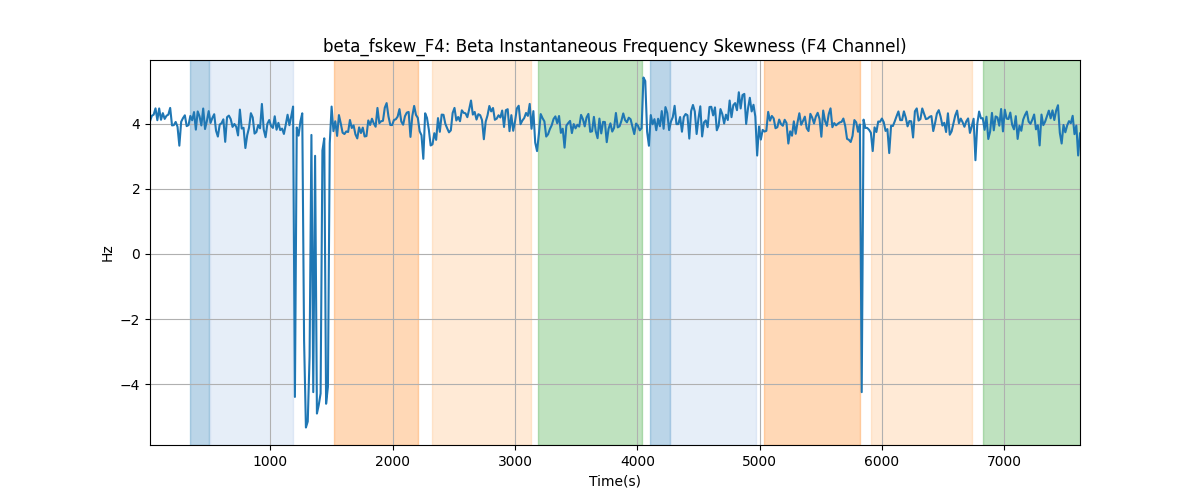 beta_fskew_F4: Beta Instantaneous Frequency Skewness (F4 Channel)
4
2
0
−2
−4
Hz
1000 2000 3000 4000 5000 6000 7000
Time(s)